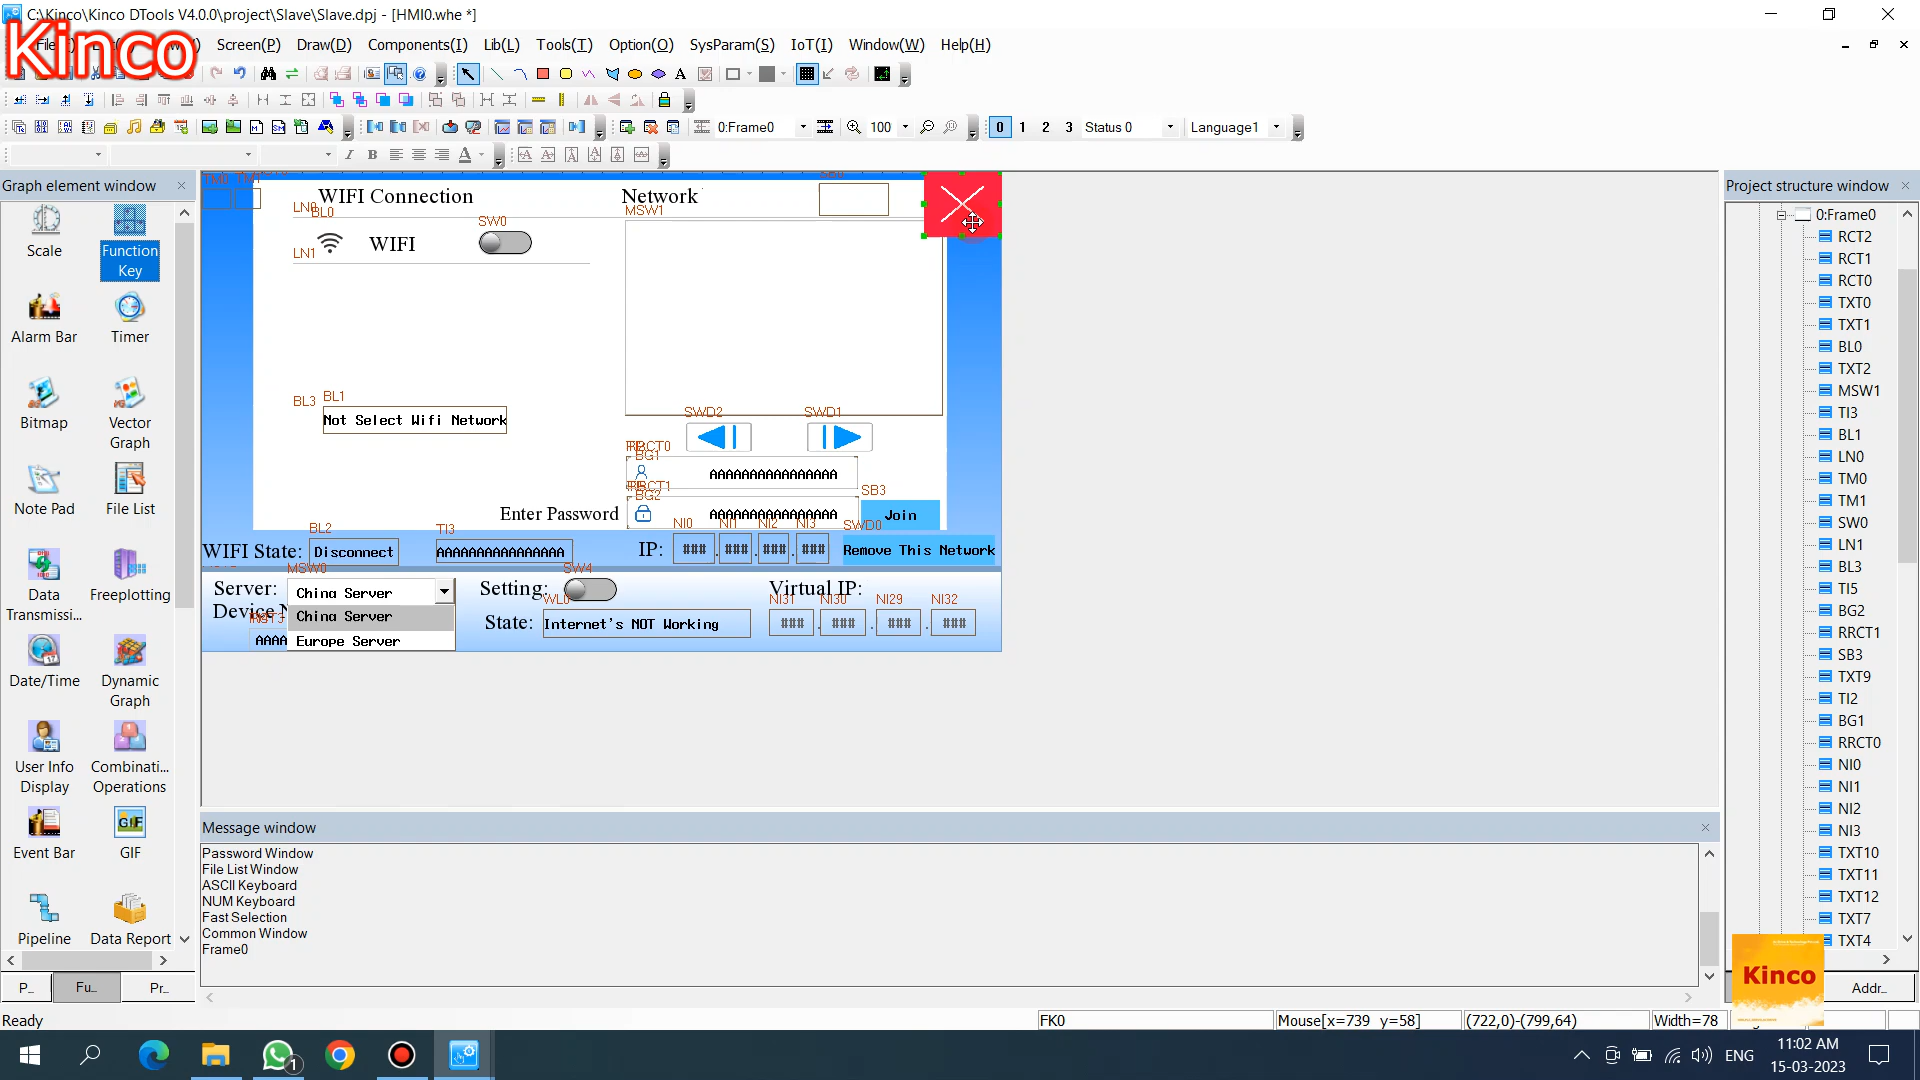 C:\Kinco\Kinco DTools V4.0.0\project\Slave\Slave.dpj - [HMI0.whe *]
Kinco
Screen(P) Draw(D) Components(I) Lib(L) Tools(T) Option(O) SysParam(S) IoT(I) Window(W) Help(H)
0:Frame0 100 0 1 2 3 Status 0 Language1
Graph element window
Scale
Function Key
Alarm Bar
Timer
Bitmap
Vector Graph
Note Pad
File List
Data Transmissi...
Freeplotting
Date/Time
Dynamic Graph
User Info Display
Combinati... Operations
Event Bar
GIF
Pipeline
Data Report
P... Fu... Pr...
TM0 TM1
WIFI Connection
Network
LN0 BL0
MSW1
SW0
WIFI
LN1
BL3 BL1
Not Select Wifi Network
SWD2 SWD1
RRCT0
BG1
AAAAAAAAAAAAAAAA
RRCT1
BG2
SB3
Enter Password
AAAAAAAAAAAAAAAA
Join
BL2 TI3 NI0 NI1 NI2 NI3 SWD0
WIFI State: Disconnect AAAAAAAAAAAAAAAA IP: ### . ### . ### . ### Remove This Network
MSW0 SW4
Server: China Server
Setting:
Virtual IP:
China Server
Europe Server
AAAA
WL0 NI31 NI30 NI29 NI32
State: Internet's NOT Working ### . ### . ### . ###
Project structure window
0:Frame0
RCT2
RCT1
RCT0
TXT0
TXT1
BL0
TXT2
MSW1
TI3
BL1
LN0
TM0
TM1
SW0
LN1
BL3
TI5
BG2
RRCT1
SB3
TXT9
TI2
BG1
RRCT0
NI0
NI1
NI2
NI3
TXT10
TXT11
TXT12
TXT7
TXT4
Addr...
Kinco
Message window
Password Window
File List Window
ASCII Keyboard
NUM Keyboard
Fast Selection
Common Window
Frame0
Ready
FK0 Mouse[x=739 y=58] (722,0)-(799,64) Width=78
1
ENG
11:02 AM
15-03-2023